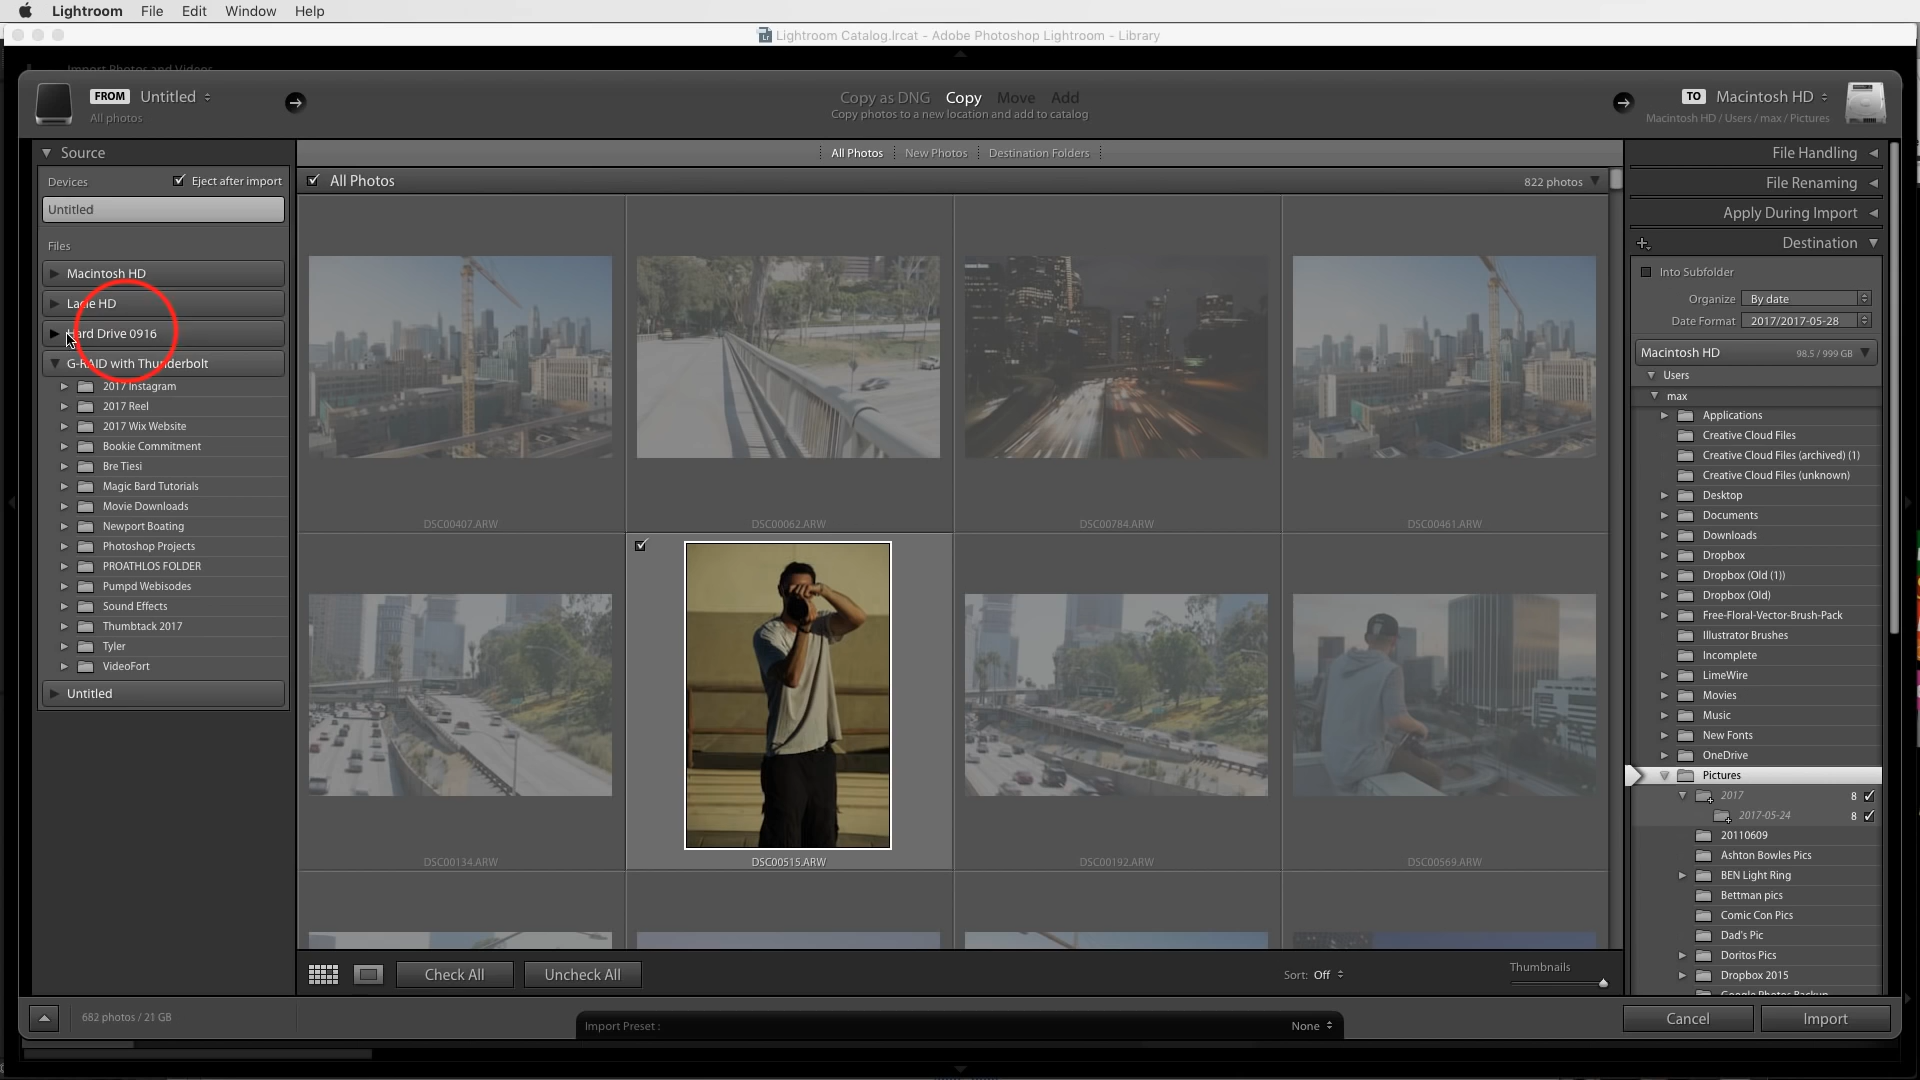 Lightroom File Edit Window Help
Lightroom Catalog.lrcat - Adobe Photoshop Lightroom - Library
Import Photos and Videos
FROM Untitled
All photos
Copy as DNG Copy Move Add
Copy photos to a new location and add to catalog
TO Macintosh HD
Macintosh HD / Users / max / Pictures
Source
Devices Eject after import
Untitled
Files
Macintosh HD
Lacie HD
Hard Drive 0916
G-RAID with Thunderbolt
2017 Instagram
2017 Reel
2017 Wix Website
Bookie Commitment
Bre Tiesi
Magic Bard Tutorials
Movie Downloads
Newport Boating
Photoshop Projects
PROATHLOS FOLDER
Pumpd Webisodes
Sound Effects
Thumbtack 2017
Tyler
VideoFort
Untitled
All Photos New Photos Destination Folders
All Photos 822 photos
DSC00407.ARW DSC00062.ARW DSC00784.ARW DSC00461.ARW
DSC00134.ARW DSC00515.ARW DSC00192.ARW DSC00569.ARW
Check All Uncheck All Sort: Off Thumbnails
File Handling
File Renaming
Apply During Import
Destination
Into Subfolder
Organize By date
Date Format 2017/2017-05-28
Macintosh HD 98.5 / 999 GB
Users
max
Applications
Creative Cloud Files
Creative Cloud Files (archived) (1)
Creative Cloud Files (unknown)
Desktop
Documents
Downloads
Dropbox
Dropbox (Old (1))
Dropbox (Old)
Free-Floral-Vector-Brush-Pack
Illustrator Brushes
Incomplete
LimeWire
Movies
Music
New Fonts
OneDrive
Pictures
2017 8
2017-05-24 8
20110609
Ashton Bowles Pics
BEN Light Ring
Bettman pics
Comic Con Pics
Dad's Pic
Doritos Pics
Dropbox 2015
Google Photos Backup
682 photos / 21 GB
Import Preset : None
Cancel Import